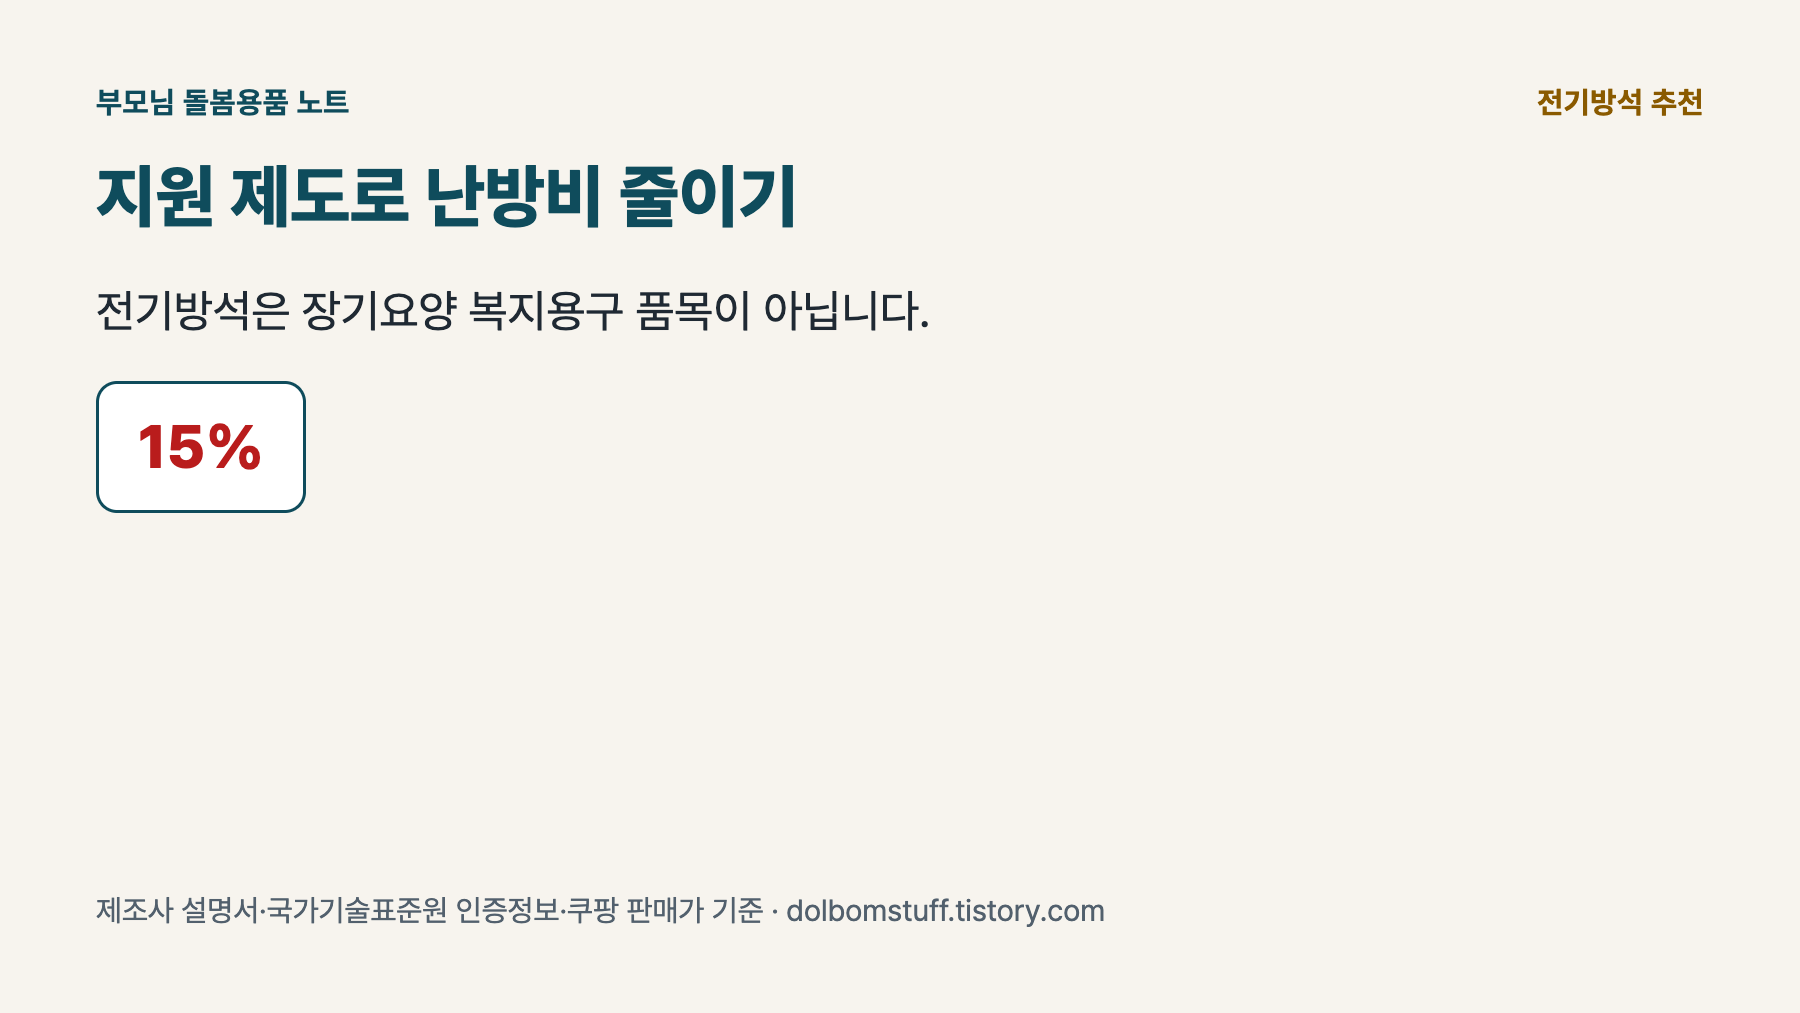 부모님 돌봄용품 노트
전기방석 추천
지원 제도로 난방비 줄이기
전기방석은 장기요양 복지용구 품목이 아닙니다.
15%
제조사 설명서·국가기술표준원 인증정보·쿠팡 판매가 기준 · dolbomstuff.tistory.com